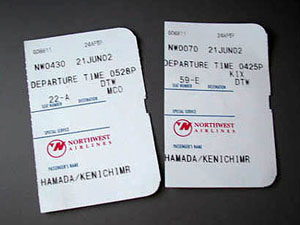 NW0430 21JUN02
DEPARTURE TIME 0528P
22-A DTW
SEAT NUMBER DESTINATION MCO
SPECIAL SERVICE
NORTHWEST
AIRLINES
PASSENGER'S NAME
HAMADA/KENICHIMR
NW0070 21JUN02
DEPARTURE TIME 0425P
59-E KIX
SEAT NUMBER DESTINATION DTW
SPECIAL SERVICE
NORTHWEST
AIRLINES
PASSENGER'S NAME
HAMADA/KENICHIMR